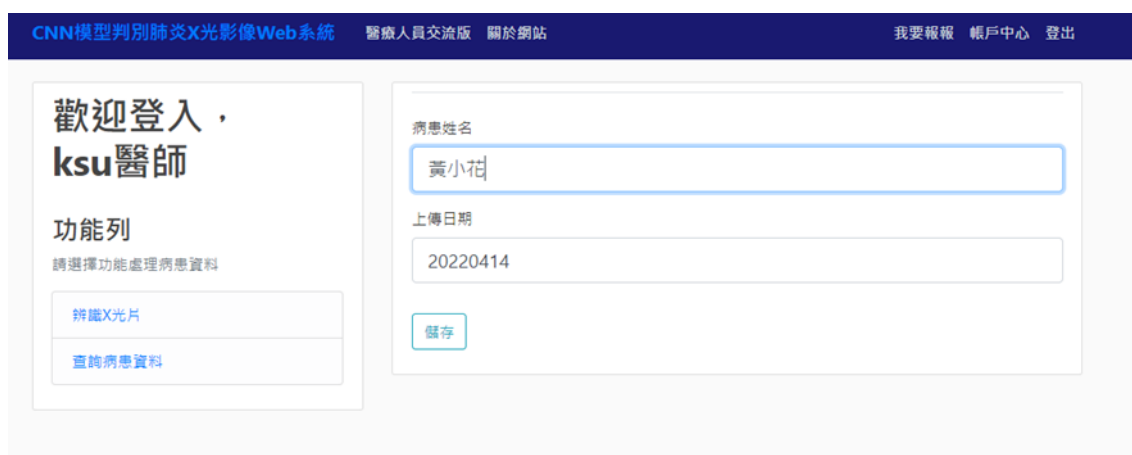 CNN模型判別肺炎X光影像Web系統 醫療人員交流版 關於網站 我要報報 帳戶中心 登出
歡迎登入，
ksu醫師
功能列
請選擇功能處理病患資料
辨識X光片
查詢病患資料
病患姓名
黃小花
上傳日期
20220414
儲存